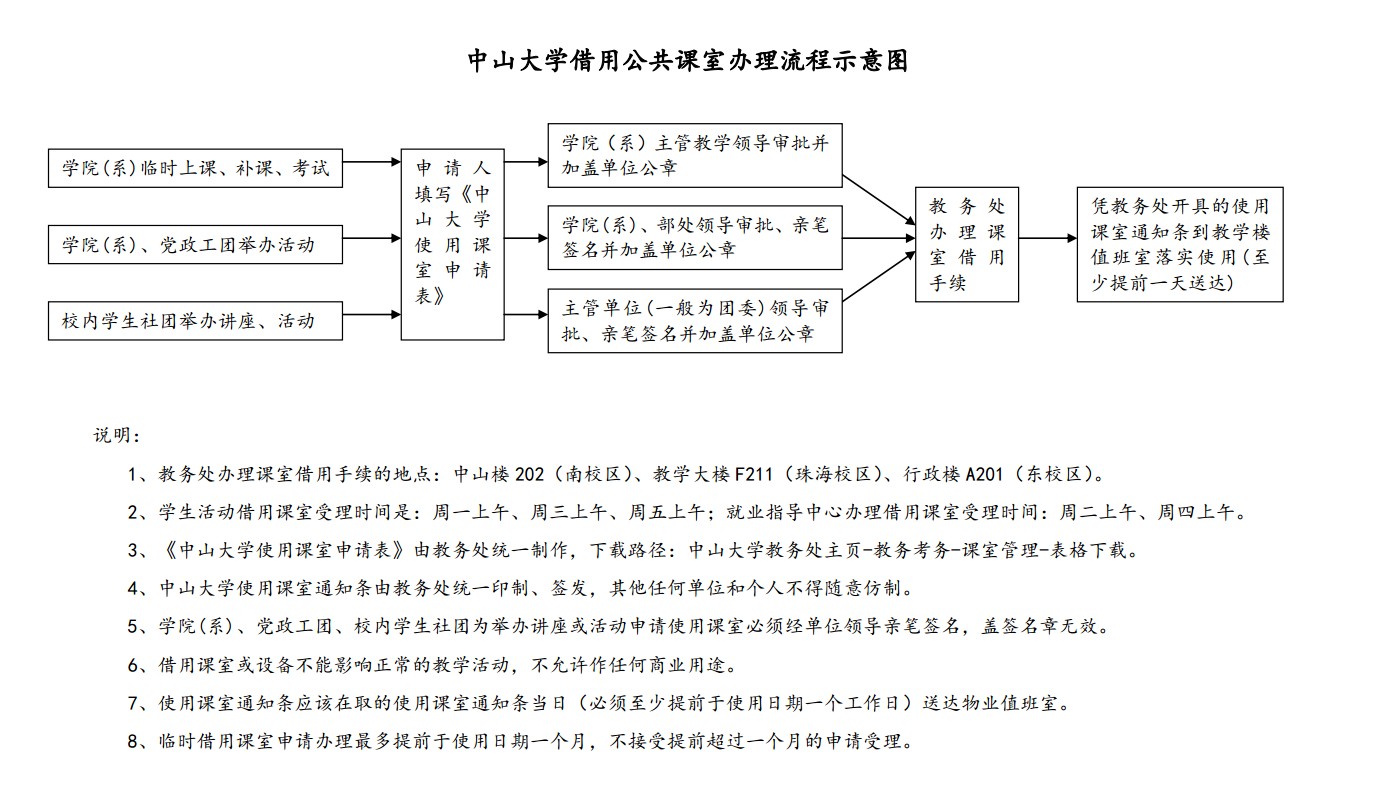 中山大学借用公共课室办理流程示意图
学院(系)临时上课、补课、考试
学院(系)、党政工团举办活动
校内学生社团举办讲座、活动
申请人
填写《中
山大学
使用课
室申请
表》
学院（系）主管教学领导审批并
加盖单位公章
学院(系)、部处领导审批、亲笔
签名并加盖单位公章
主管单位(一般为团委)领导审
批、亲笔签名并加盖单位公章
教务处
办理课
室借用
手续
凭教务处开具的使用
课室通知条到教学楼
值班室落实使用(至
少提前一天送达)
说明：
1、教务处办理课室借用手续的地点：中山楼202（南校区）、教学大楼F211（珠海校区）、行政楼A201（东校区）。
2、学生活动借用课室受理时间是：周一上午、周三上午、周五上午；就业指导中心办理借用课室受理时间：周二上午、周四上午。
3、《中山大学使用课室申请表》由教务处统一制作，下载路径：中山大学教务处主页-教务考务-课室管理-表格下载。
4、中山大学使用课室通知条由教务处统一印制、签发，其他任何单位和个人不得随意仿制。
5、学院(系)、党政工团、校内学生社团为举办讲座或活动申请使用课室必须经单位领导亲笔签名，盖签名章无效。
6、借用课室或设备不能影响正常的教学活动，不允许作任何商业用途。
7、使用课室通知条应该在取的使用课室通知条当日（必须至少提前于使用日期一个工作日）送达物业值班室。
8、临时借用课室申请办理最多提前于使用日期一个月，不接受提前超过一个月的申请受理。